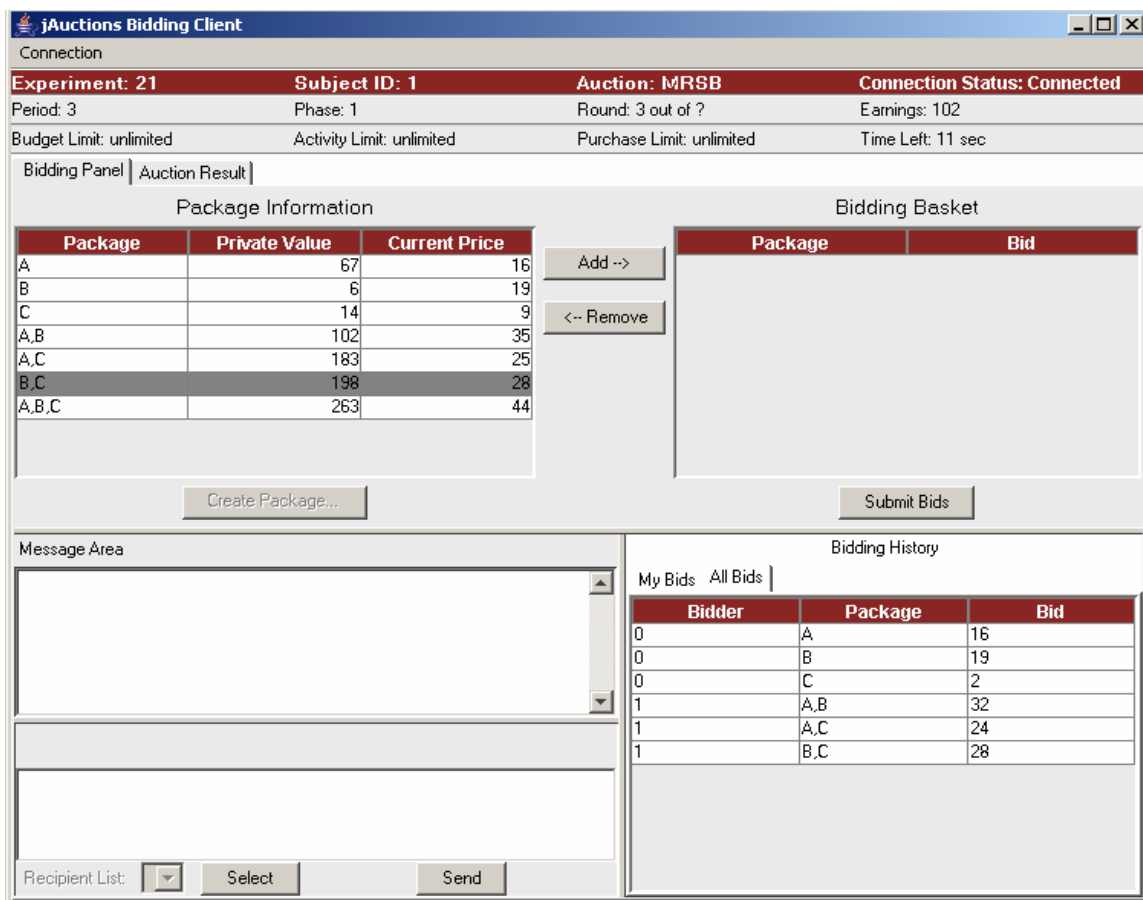 jAuctions Bidding Client
Connection
Experiment: 21 Subject ID: 1 Auction: MRSB Connection Status: Connected
Period: 3 Phase: 1 Round: 3 out of ? Earnings: 102
Budget Limit: unlimited Activity Limit: unlimited Purchase Limit: unlimited Time Left: 11 sec
Bidding Panel Auction Result
Package Information Bidding Basket
Package Private Value Current Price Package Bid
A 67 16
B 6 19
C 14 9
A,B 102 35
A,C 183 25
B,C 198 28
A,B,C 263 44
Add -->
<-- Remove
Create Package... Submit Bids
Message Area
Bidding History
My Bids All Bids
Bidder Package Bid
0 A 16
0 B 19
0 C 2
1 A,B 32
1 A,C 24
1 B,C 28
Recipient List: Select Send